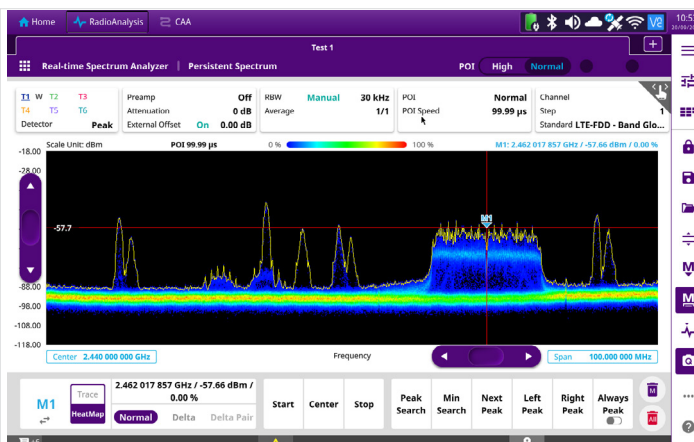 Home RadioAnalysis CAA V2 10:53
Test 1 +
Real-time Spectrum Analyzer | Persistent Spectrum POI High Normal
T1 W T2 T3
T4 T5 T6
Detector Peak
Preamp Off
Attenuation 0 dB
External Offset On 0.00 dB
RBW Manual 30 kHz
Average 1/1
POI Normal
POI Speed 99.99 µs
Channel
Step 1
Standard LTE-FDD - Band Glo...
Scale Unit: dBm POI 99.99 µs 0 % 100 % M1: 2.462 017 857 GHz / -57.66 dBm / 0.00 %
-18.00
-28.00
M1
-57.7
-88.00
-98.00
-108.00
-118.00
Center 2.440 000 000 GHz Frequency Span 100.000 000 MHz
M1
Trace
HeatMap
2.462 017 857 GHz / -57.66 dBm /
0.00 %
Normal Delta Delta Pair
Start Center Stop
Peak Search
Min Search
Next Peak
Left Peak
Right Peak
Always Peak
M
All